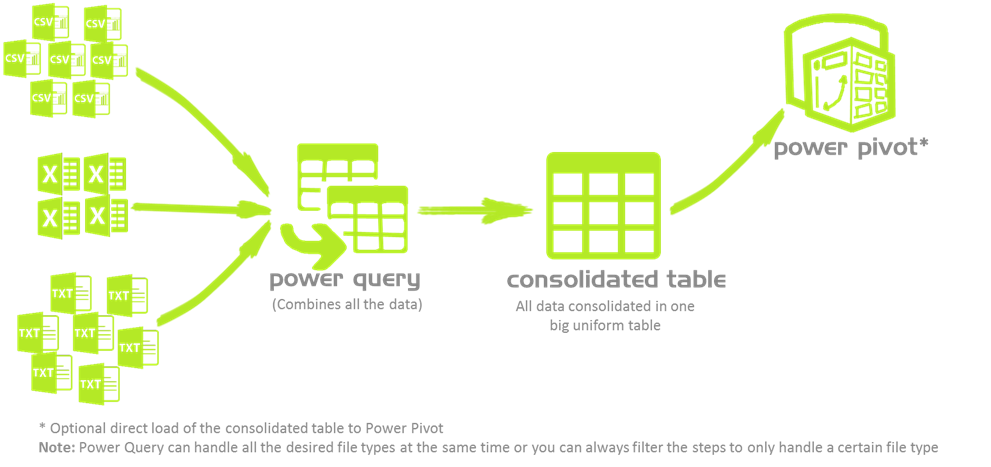 CSV
CSV
CSV
CSV
CSV
CSV
CSV
X
X
X
X
TXT
TXT
TXT
TXT
TXT
TXT
TXT
power query
(Combines all the data)
consolidated table
All data consolidated in one
big uniform table
power pivot*
* Optional direct load of the consolidated table to Power Pivot
Note: Power Query can handle all the desired file types at the same time or you can always filter the steps to only handle a certain file type